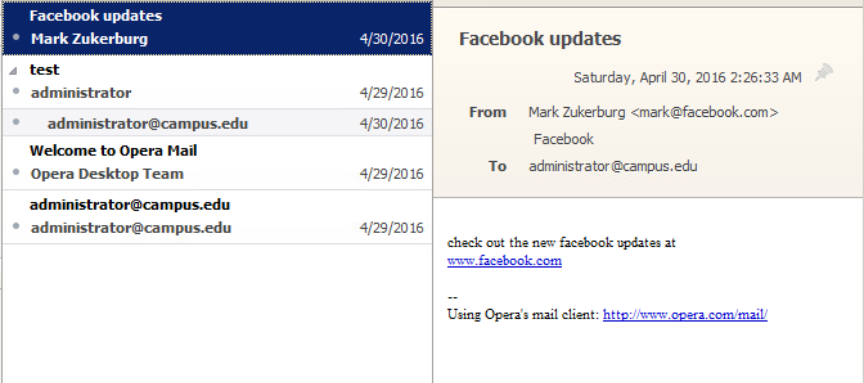 Facebook updates
Mark Zukerburg 4/30/2016
test
administrator 4/29/2016
administrator@campus.edu 4/30/2016
Welcome to Opera Mail
Opera Desktop Team 4/29/2016
administrator@campus.edu
administrator@campus.edu 4/29/2016
Facebook updates
Saturday, April 30, 2016 2:26:33 AM
From Mark Zukerburg <mark@facebook.com>
Facebook
To administrator@campus.edu
check out the new facebook updates at
www.facebook.com
--
Using Opera's mail client: http://www.opera.com/mail/